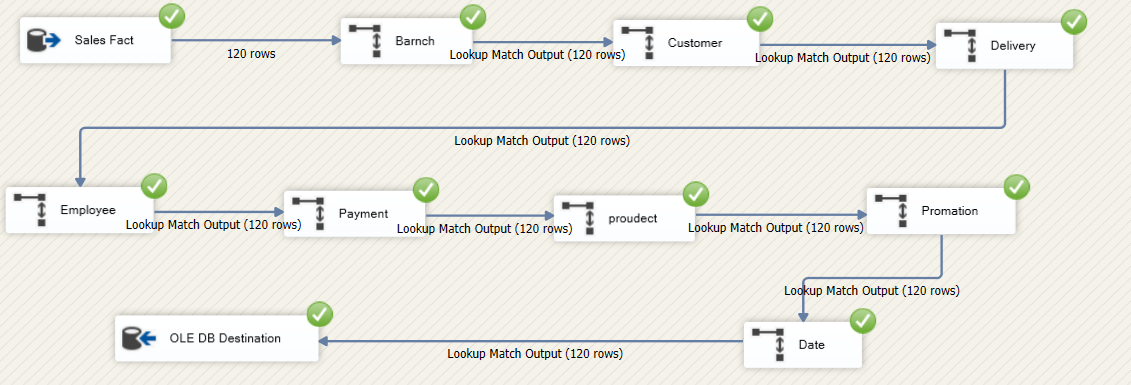 Sales Fact
120 rows
Barnch
Lookup Match Output (120 rows)
Customer
Lookup Match Output (120 rows)
Delivery
Lookup Match Output (120 rows)
Employee
Lookup Match Output (120 rows)
Payment
Lookup Match Output (120 rows)
proudect
Lookup Match Output (120 rows)
Promation
Lookup Match Output (120 rows)
Date
Lookup Match Output (120 rows)
OLE DB Destination